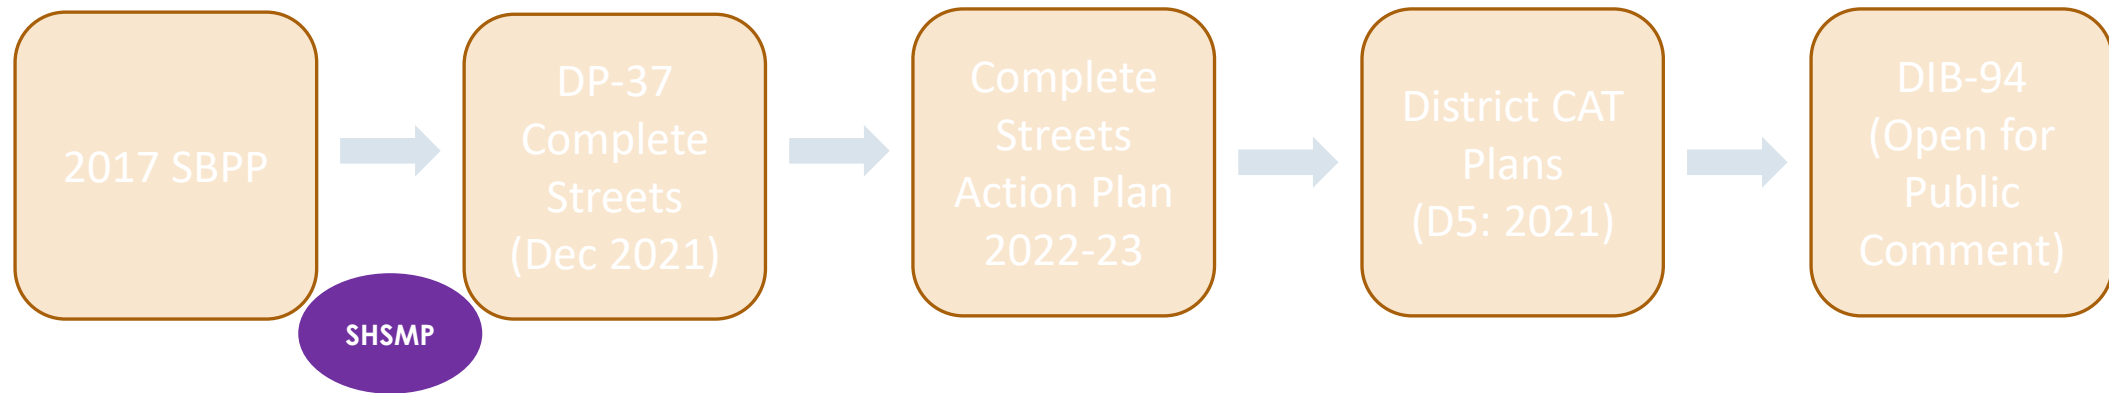 2017 SBPP
SHSMP
DP-37
Complete
Streets
(Dec 2021)
Complete
Streets
Action Plan
2022-23
District CAT
Plans
(D5: 2021)
DIB-94
(Open for
Public
Comment)